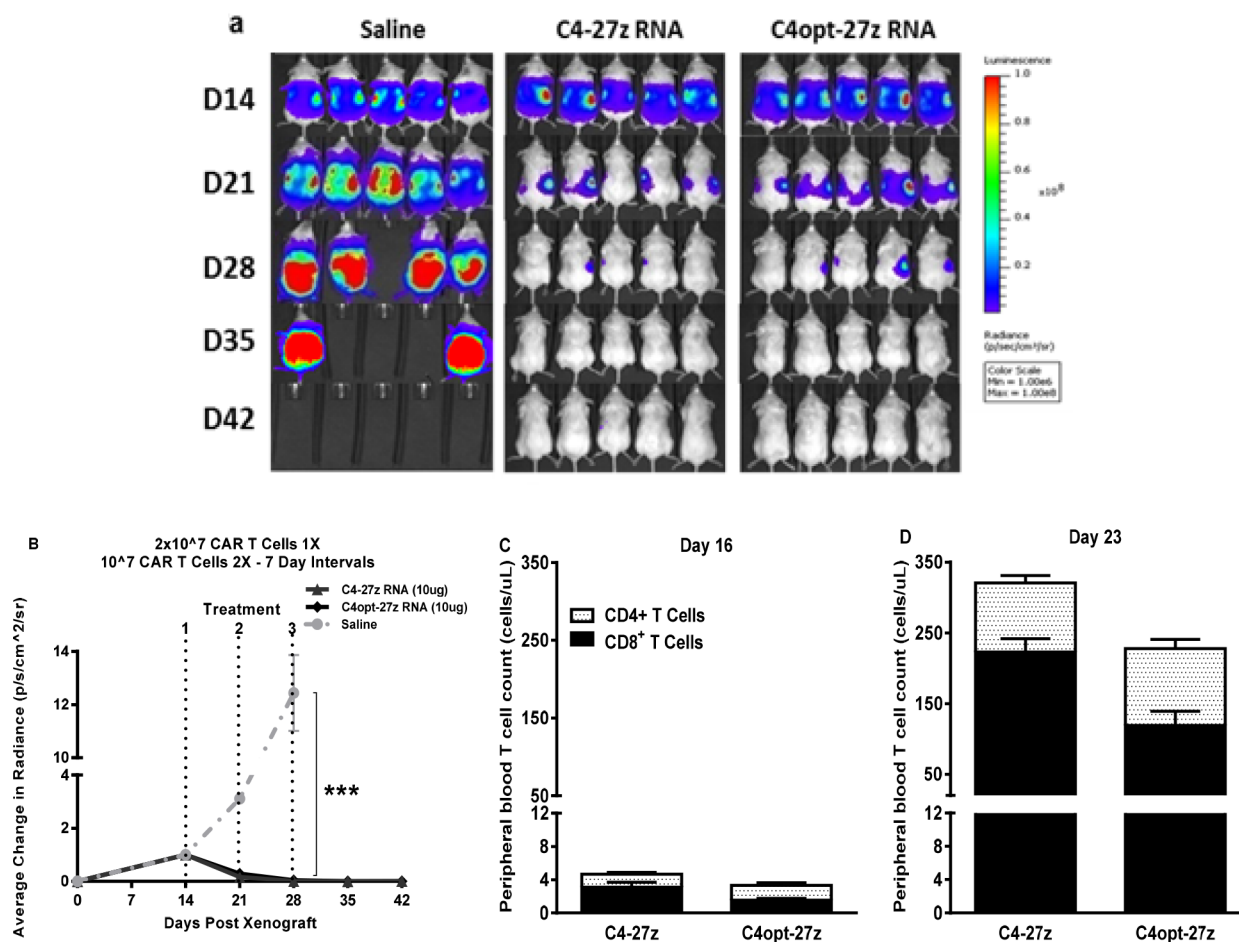 a
Saline
C4-27z RNA
C4opt-27z RNA
D14
D21
D28
D35
D42
Luminescence
1.0
0.8
0.6
x10^8
0.4
0.2
Radiance
(p/sec/cm²/sr)
Color Scale
Min = 1.00e6
Max = 1.00e8
B
2x10^7 CAR T Cells 1X
10^7 CAR T Cells 2X - 7 Day Intervals
C4-27z RNA (10ug)
C4opt-27z RNA (10ug)
Saline
Treatment
1
2
3
Average Change in Radiance (p/s/cm^2/sr)
14
12
10
4
2
0
***
0
7
14
21
28
35
42
Days Post Xenograft
C
Day 16
Peripheral blood T cell count (cells/uL)
350
250
150
50
12
8
4
0
CD4+ T Cells
CD8+ T Cells
C4-27z
C4opt-27z
D
Day 23
Peripheral blood T cell count (cells/uL)
350
250
150
50
12
8
4
0
C4-27z
C4opt-27z